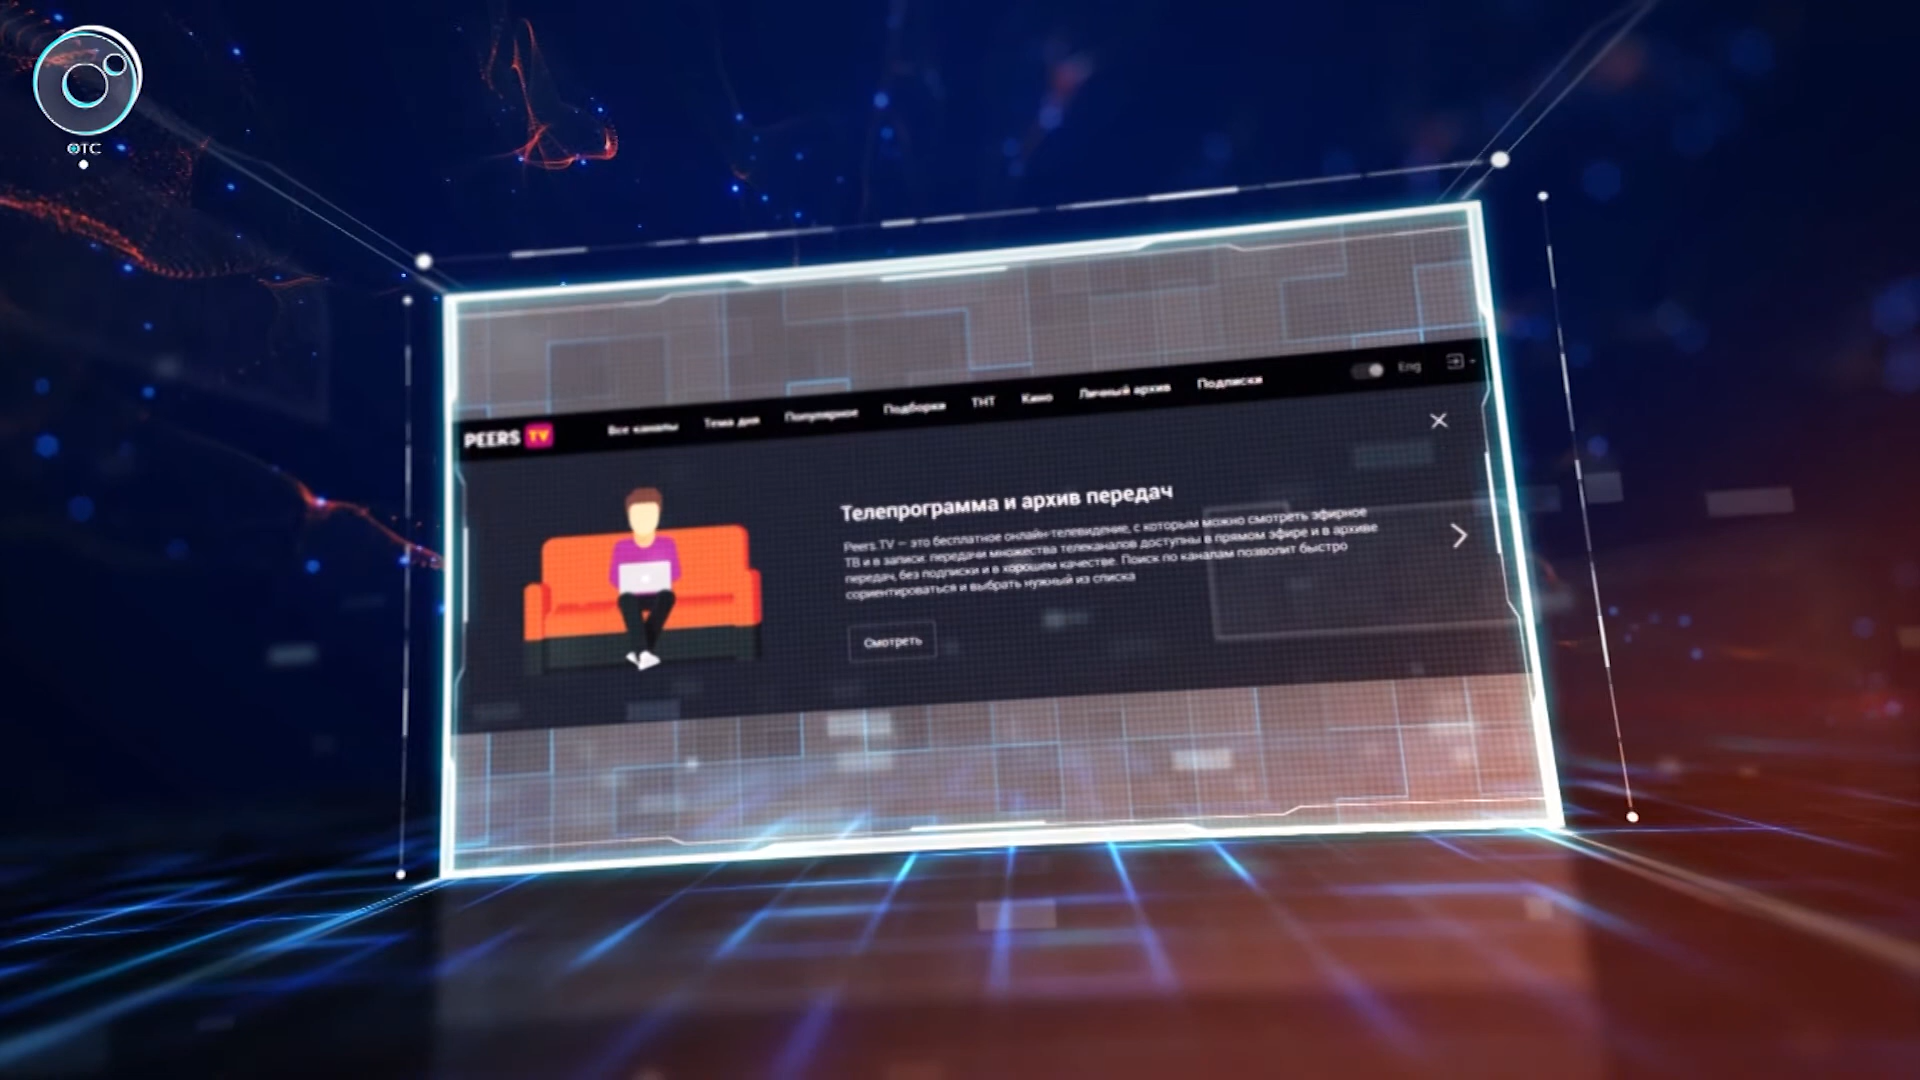 ОТС
PEERS TV
Все каналы Тема дня Популярное Подборки ТНТ Кино Личный архив Подписки Eng
Телепрограмма и архив передач
Peers.TV — это бесплатное онлайн-телевидение, с которым можно смотреть эфирное
ТВ и в записи: передачи множества телеканалов доступны в прямом эфире и в архиве
передач, без подписки и в хорошем качестве. Поиск по каналам позволит быстро
сориентироваться и выбрать нужный из списка
Смотреть